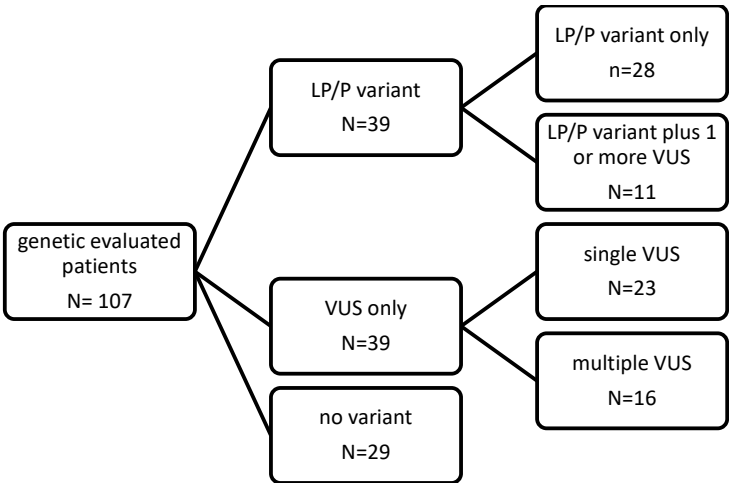 genetic evaluated
patients
N= 107
LP/P variant
N=39
LP/P variant only
n=28
LP/P variant plus 1
or more VUS
N=11
VUS only
N=39
single VUS
N=23
multiple VUS
N=16
no variant
N=29